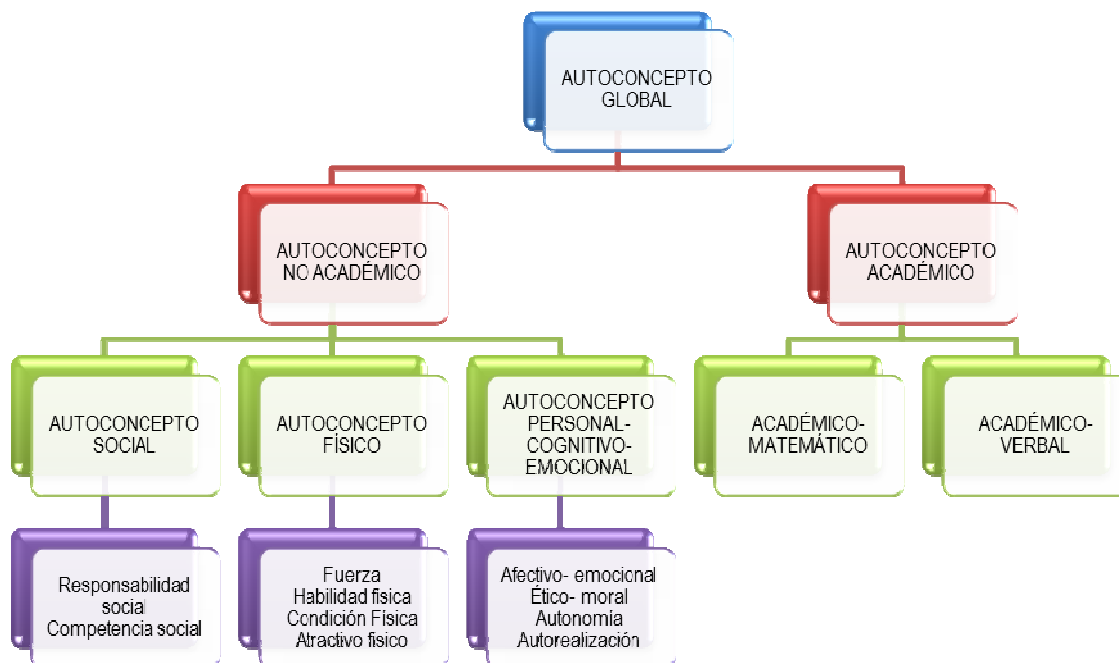 AUTOCONCEPTO
GLOBAL
AUTOCONCEPTO
NO ACADÉMICO
AUTOCONCEPTO
ACADÉMICO
AUTOCONCEPTO
SOCIAL
AUTOCONCEPTO
FÍSICO
AUTOCONCEPTO
PERSONAL-
COGNITIVO-
EMOCIONAL
ACADÉMICO-
MATEMÁTICO
ACADÉMICO-
VERBAL
Responsabilidad
social
Competencia social
Fuerza
Habilidad física
Condición Física
Atractivo físico
Afectivo- emocional
Ético- moral
Autonomía
Autorealización